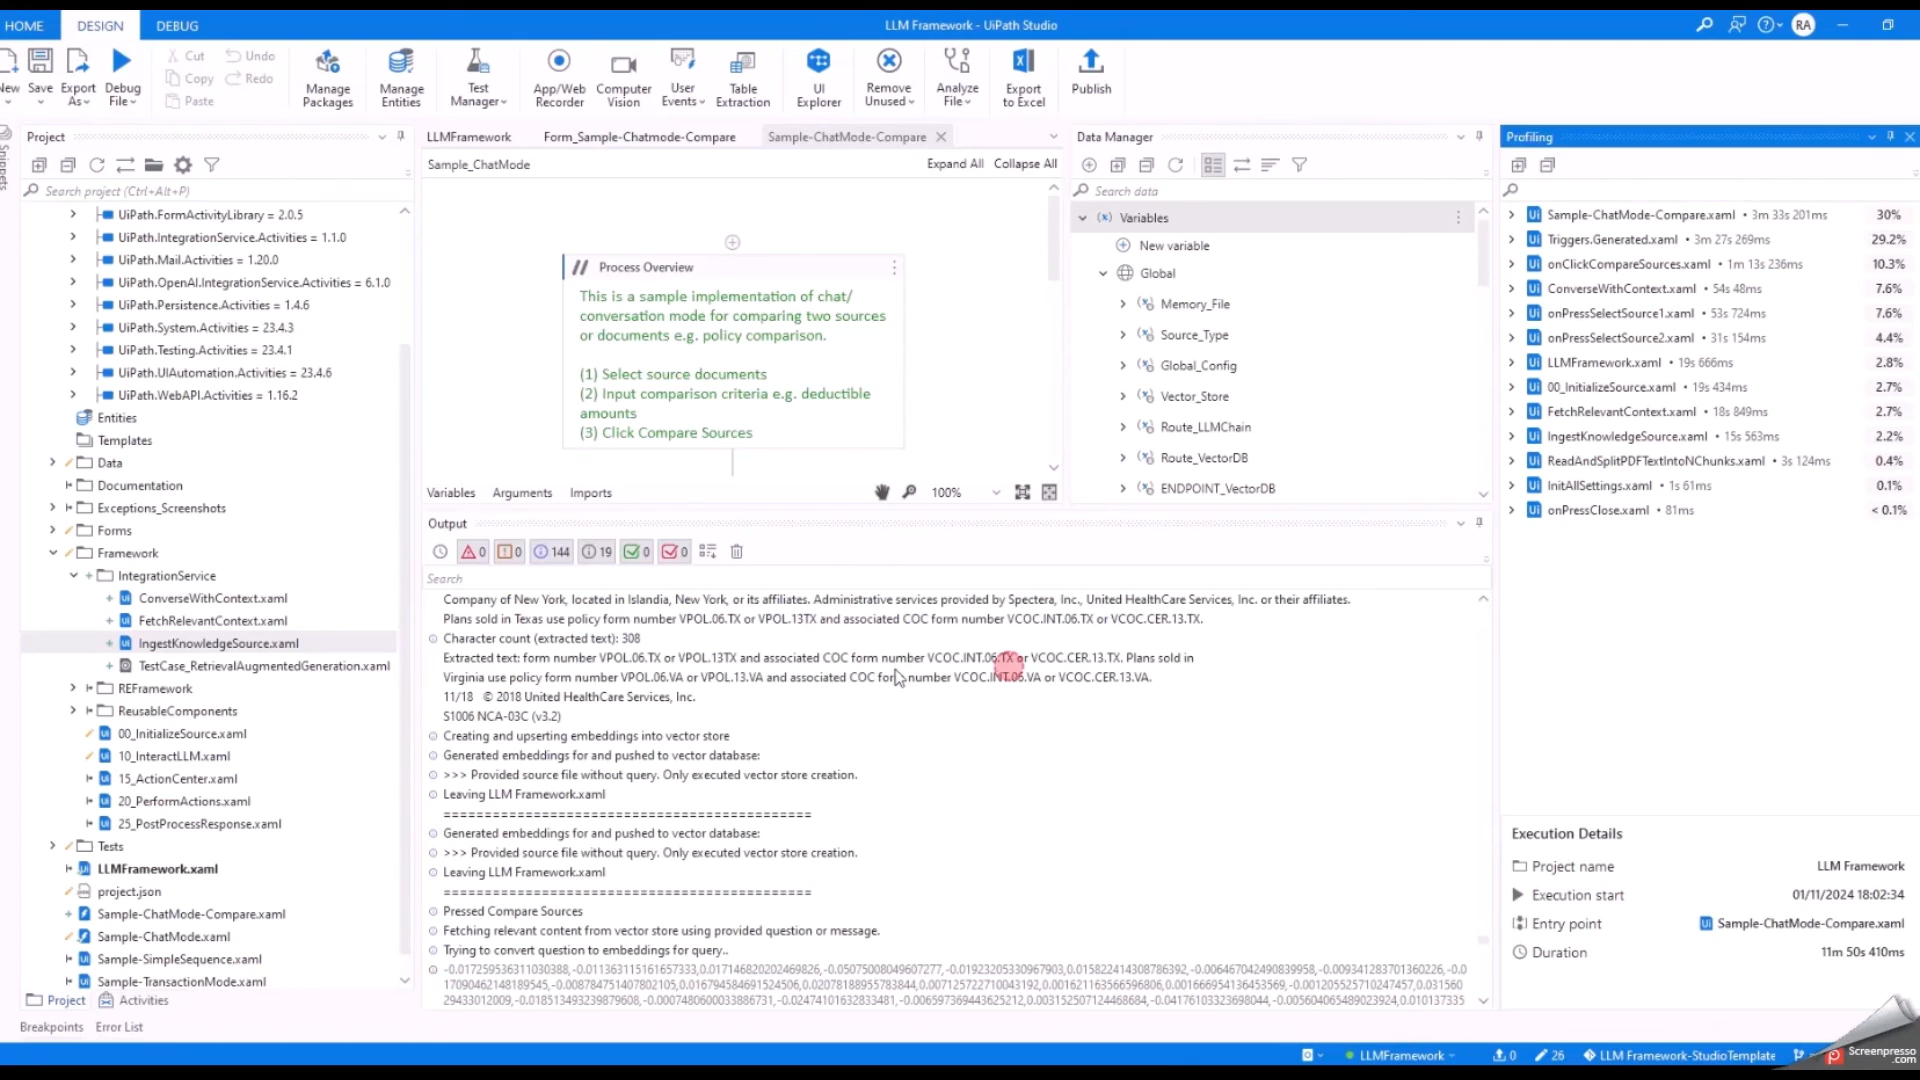 HOME
DESIGN
DEBUG
LLM Framework - UiPath Studio
RA
Save
Export As
Debug File
Cut
Copy
Paste
Undo
Redo
Manage Packages
Manage Entities
Test Manager
App/Web Recorder
Computer Vision
User Events
Table Extraction
UI Explorer
Remove Unused
Analyze File
Export to Excel
Publish
Snippets
Project
Search project (Ctrl+Alt+P)
UiPath.FormActivityLibrary = 2.0.5
UiPath.IntegrationService.Activities = 1.1.0
UiPath.Mail.Activities = 1.20.0
UiPath.OpenAI.IntegrationService.Activities = 6.1.0
UiPath.Persistence.Activities = 1.4.6
UiPath.System.Activities = 23.4.3
UiPath.Testing.Activities = 23.4.1
UiPath.UIAutomation.Activities = 23.4.6
UiPath.WebAPI.Activities = 1.16.2
Entities
Templates
Data
Documentation
Exceptions_Screenshots
Forms
Framework
IntegrationService
ConverseWithContext.xaml
FetchRelevantContext.xaml
IngestKnowledgeSource.xaml
TestCase_RetrievalAugmentedGeneration.xaml
REFramework
ReusableComponents
00_InitializeSource.xaml
10_InteractLLM.xaml
15_ActionCenter.xaml
20_PerformActions.xaml
25_PostProcessResponse.xaml
Tests
LLMFramework.xaml
project.json
Sample-ChatMode-Compare.xaml
Sample-ChatMode.xaml
Sample-SimpleSequence.xaml
Sample-TransactionMode.xaml
Project
Activities
Breakpoints
Error List
LLMFramework
Form_Sample-Chatmode-Compare
Sample-ChatMode-Compare
Sample_ChatMode
Expand All
Collapse All
Process Overview
This is a sample implementation of chat/
conversation mode for comparing two sources
or documents e.g. policy comparison.
(1) Select source documents
(2) Input comparison criteria e.g. deductible
amounts
(3) Click Compare Sources
Variables
Arguments
Imports
100%
Data Manager
Search data
Variables
New variable
Global
Memory_File
Source_Type
Global_Config
Vector_Store
Route_LLMChain
Route_VectorDB
ENDPOINT_VectorDB
Output
0
0
144
19
0
0
Search
Company of New York, located in Islandia, New York, or its affiliates. Administrative services provided by Spectera, Inc., United HealthCare Services, Inc. or their affiliates.
Plans sold in Texas use policy form number VPOL.06.TX or VPOL.13TX and associated COC form number VCOC.INT.06.TX or VCOC.CER.13.TX.
Character count (extracted text): 308
Extracted text: form number VPOL.06.TX or VPOL.13TX and associated COC form number VCOC.INT.06.TX or VCOC.CER.13.TX. Plans sold in
Virginia use policy form number VPOL.06.VA or VPOL.13.VA and associated COC form number VCOC.INT.06.VA or VCOC.CER.13.VA.
11/18 © 2018 United HealthCare Services, Inc.
S1006 NCA-03C (v3.2)
Creating and upserting embeddings into vector store
Generated embeddings for and pushed to vector database:
>>> Provided source file without query. Only executed vector store creation.
Leaving LLM Framework.xaml
============================================
Generated embeddings for and pushed to vector database:
>>> Provided source file without query. Only executed vector store creation.
Leaving LLM Framework.xaml
============================================
Pressed Compare Sources
Fetching relevant content from vector store using provided question or message.
Trying to convert question to embeddings for query..
Profiling
Sample-ChatMode-Compare.xaml • 3m 33s 201ms 30%
Triggers.Generated.xaml • 3m 27s 269ms 29.2%
onClickCompareSources.xaml • 1m 13s 236ms 10.3%
ConverseWithContext.xaml • 54s 48ms 7.6%
onPressSelectSource1.xaml • 53s 724ms 7.6%
onPressSelectSource2.xaml • 31s 154ms 4.4%
LLMFramework.xaml • 19s 666ms 2.8%
00_InitializeSource.xaml • 19s 434ms 2.7%
FetchRelevantContext.xaml • 18s 849ms 2.7%
IngestKnowledgeSource.xaml • 15s 563ms 2.2%
ReadAndSplitPDFTextIntoNChunks.xaml • 3s 124ms 0.4%
InitAllSettings.xaml • 1s 61ms 0.1%
onPressClose.xaml • 81ms < 0.1%
Execution Details
Project name LLM Framework
Execution start 01/11/2024 18:02:34
Entry point Sample-ChatMode-Compare.xaml
Duration 11m 50s 410ms
LLMFramework
0
26
LLM Framework-StudioTemplate
Screenpresso
.com